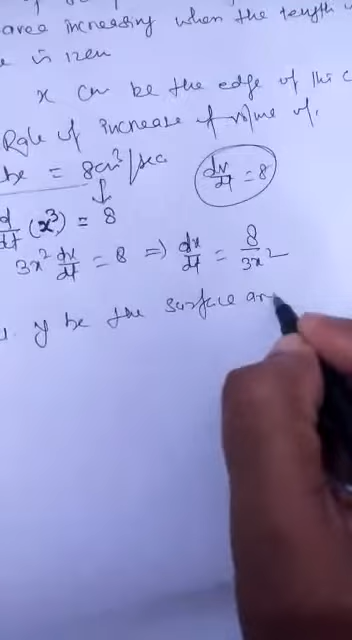 area increasing when the length
is 12cm
x cm be the edge of the c
Rate of increase of volume of
be = 8cm³/sec
dv/dt = 8
d/dt (x³) = 8
3x² dx/dt = 8 => dx/dt = 8/3x²
y be the surface ar